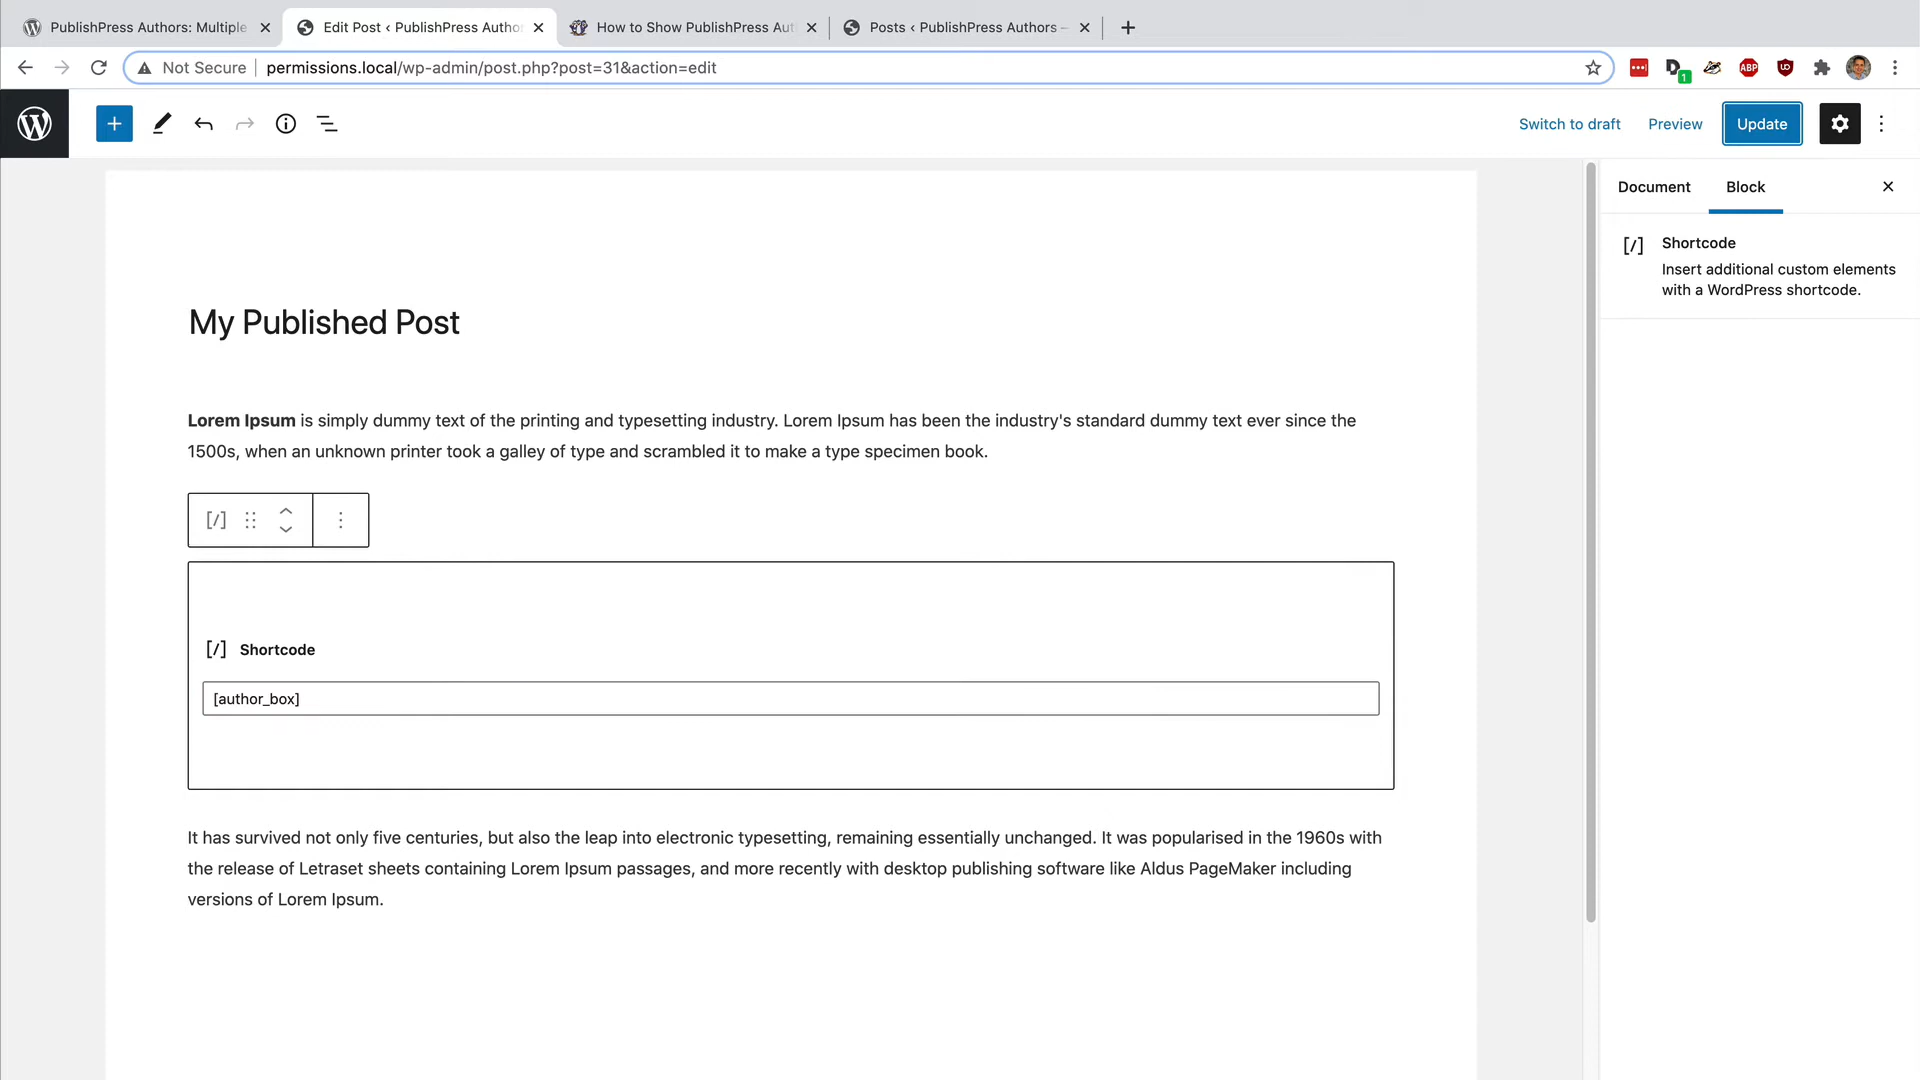 PublishPress Authors: Multiple
Edit Post ‹ PublishPress Autho
How to Show PublishPress Aut
Posts ‹ PublishPress Authors —
Not Secure
permissions.local/wp-admin/post.php?post=31&action=edit
1
ABP
Switch to draft
Preview
Update
Document
Block
[/] Shortcode
Insert additional custom elements
with a WordPress shortcode.
My Published Post
Lorem Ipsum is simply dummy text of the printing and typesetting industry. Lorem Ipsum has been the industry's standard dummy text ever since the
1500s, when an unknown printer took a galley of type and scrambled it to make a type specimen book.
[/]
[/] Shortcode
[author_box]
It has survived not only five centuries, but also the leap into electronic typesetting, remaining essentially unchanged. It was popularised in the 1960s with
the release of Letraset sheets containing Lorem Ipsum passages, and more recently with desktop publishing software like Aldus PageMaker including
versions of Lorem Ipsum.